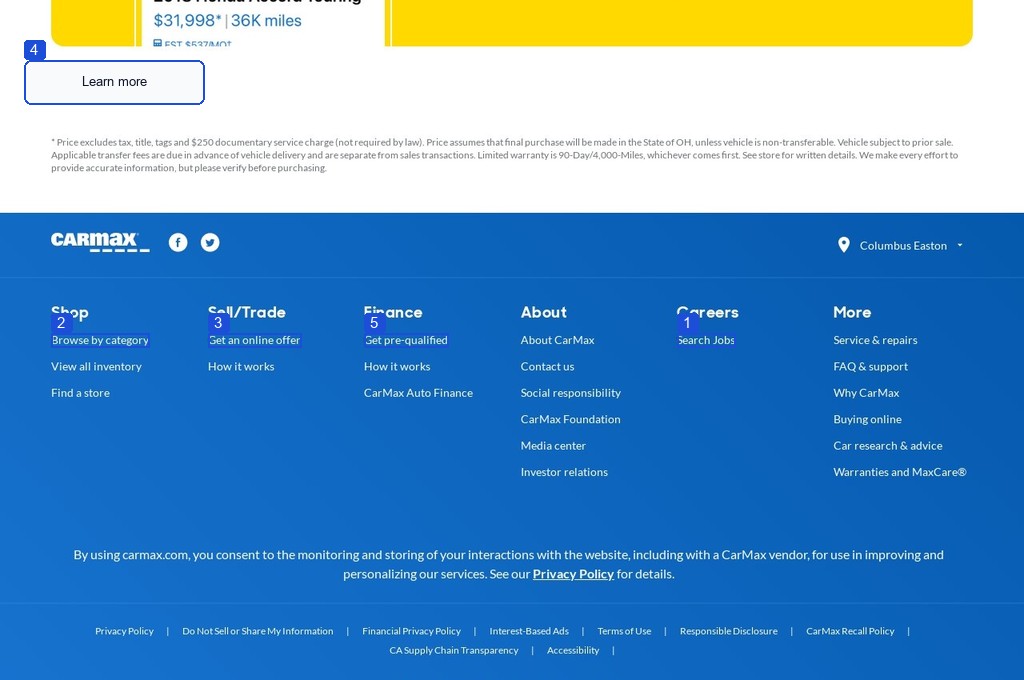 $31,998* | 36K miles
4
Learn more
* Price excludes tax, title, tags and $250 documentary service charge (not required by law). Price assumes that final purchase will be made in the State of OH, unless vehicle is non-transferable. Vehicle subject to prior sale.
Applicable transfer fees are due in advance of vehicle delivery and are separate from sales transactions. Limited warranty is 90-Day/4,000-Miles, whichever comes first. See store for written details. We make every effort to
provide accurate information, but please verify before purchasing.
CARMAX
Columbus Easton
Shop
2
Browse by category
View all inventory
Find a store
Sell/Trade
3
Get an online offer
How it works
Finance
5
Get pre-qualified
How it works
CarMax Auto Finance
About
About CarMax
Contact us
Social responsibility
CarMax Foundation
Media center
Investor relations
Careers
1
Search Jobs
More
Service & repairs
FAQ & support
Why CarMax
Buying online
Car research & advice
Warranties and MaxCare®
By using carmax.com, you consent to the monitoring and storing of your interactions with the website, including with a CarMax vendor, for use in improving and
personalizing our services. See our Privacy Policy for details.
Privacy Policy | Do Not Sell or Share My Information | Financial Privacy Policy | Interest-Based Ads | Terms of Use | Responsible Disclosure | CarMax Recall Policy |
CA Supply Chain Transparency | Accessibility |